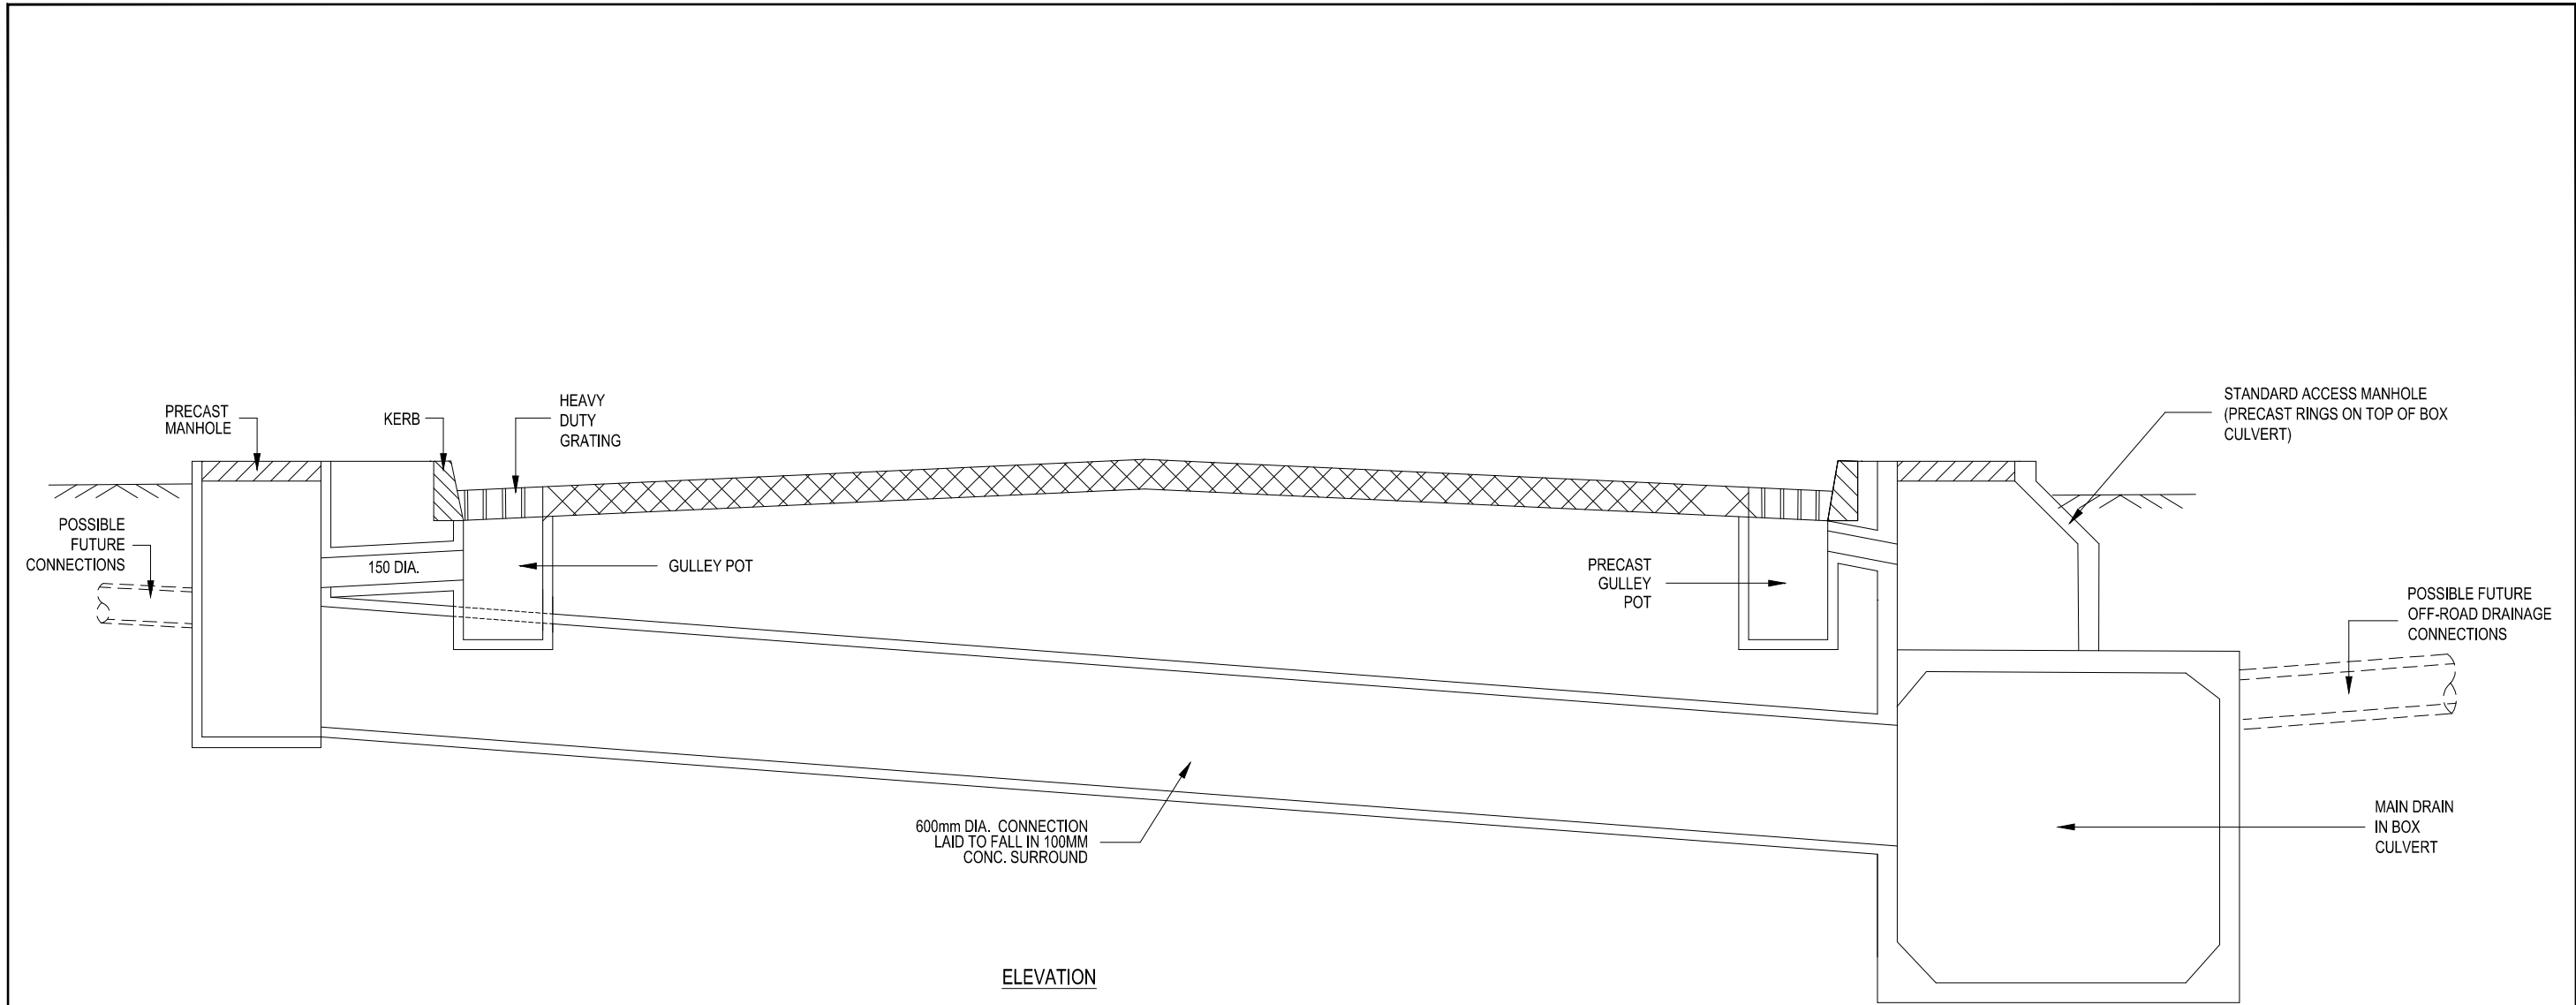 PRECAST
MANHOLE
KERB
HEAVY
DUTY
GRATING
STANDARD ACCESS MANHOLE
(PRECAST RINGS ON TOP OF BOX
CULVERT)
POSSIBLE
FUTURE
CONNECTIONS
150 DIA.
GULLEY POT
PRECAST
GULLEY
POT
POSSIBLE FUTURE
OFF-ROAD DRAINAGE
CONNECTIONS
600mm DIA. CONNECTION
LAID TO FALL IN 100MM
CONC. SURROUND
MAIN DRAIN
IN BOX
CULVERT
ELEVATION